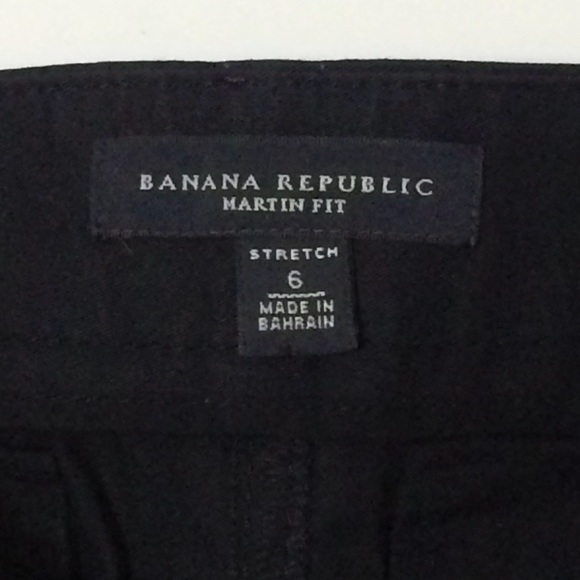 BANANA REPUBLIC
MARTIN FIT
STRETCH
6
MADE IN
BAHRAIN